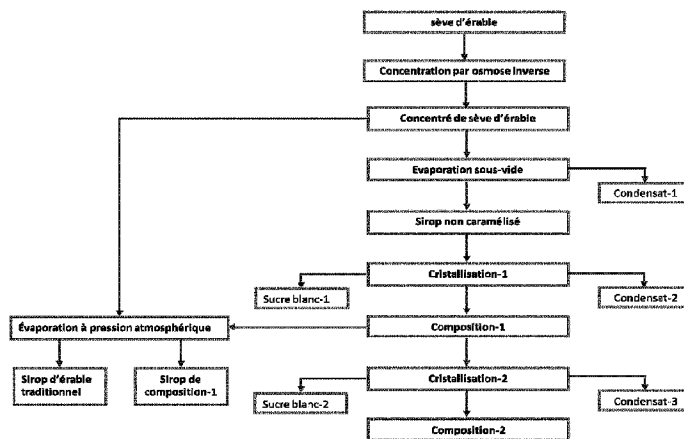 sève d'érable
Concentration par osmose inverse
Concentré de sève d'érable
Evaporation sous-vide
Condensat-1
Sirop non caramélisé
Cristallisation-1
Sucre blanc-1
Condensat-2
Évaporation à pression atmosphérique
Composition-1
Sirop d'érable
traditionnel
Sirop de
composition-1
Cristallisation-2
Sucre blanc-2
Condensat-3
Composition-2